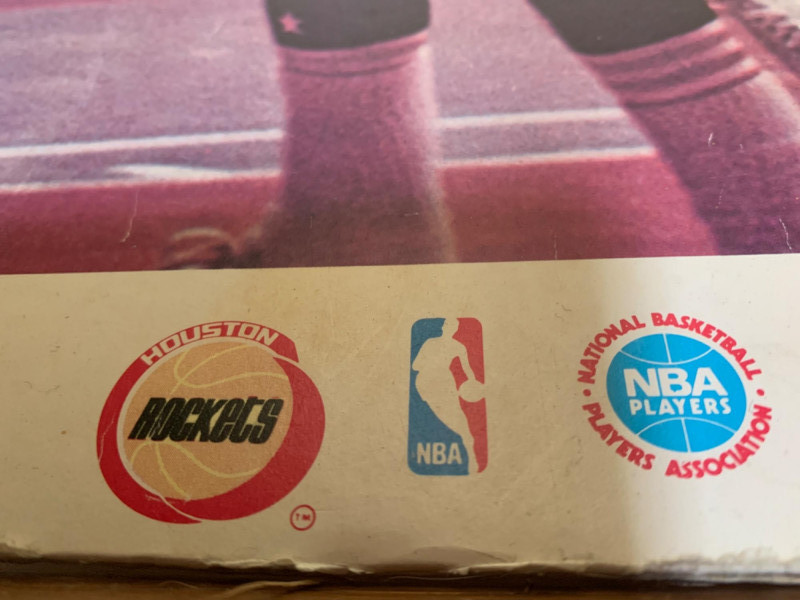 HOUSTON
ROCKETS
TM
NBA
NATIONAL BASKETBALL
NBA
PLAYERS
PLAYERS ASSOCIATION